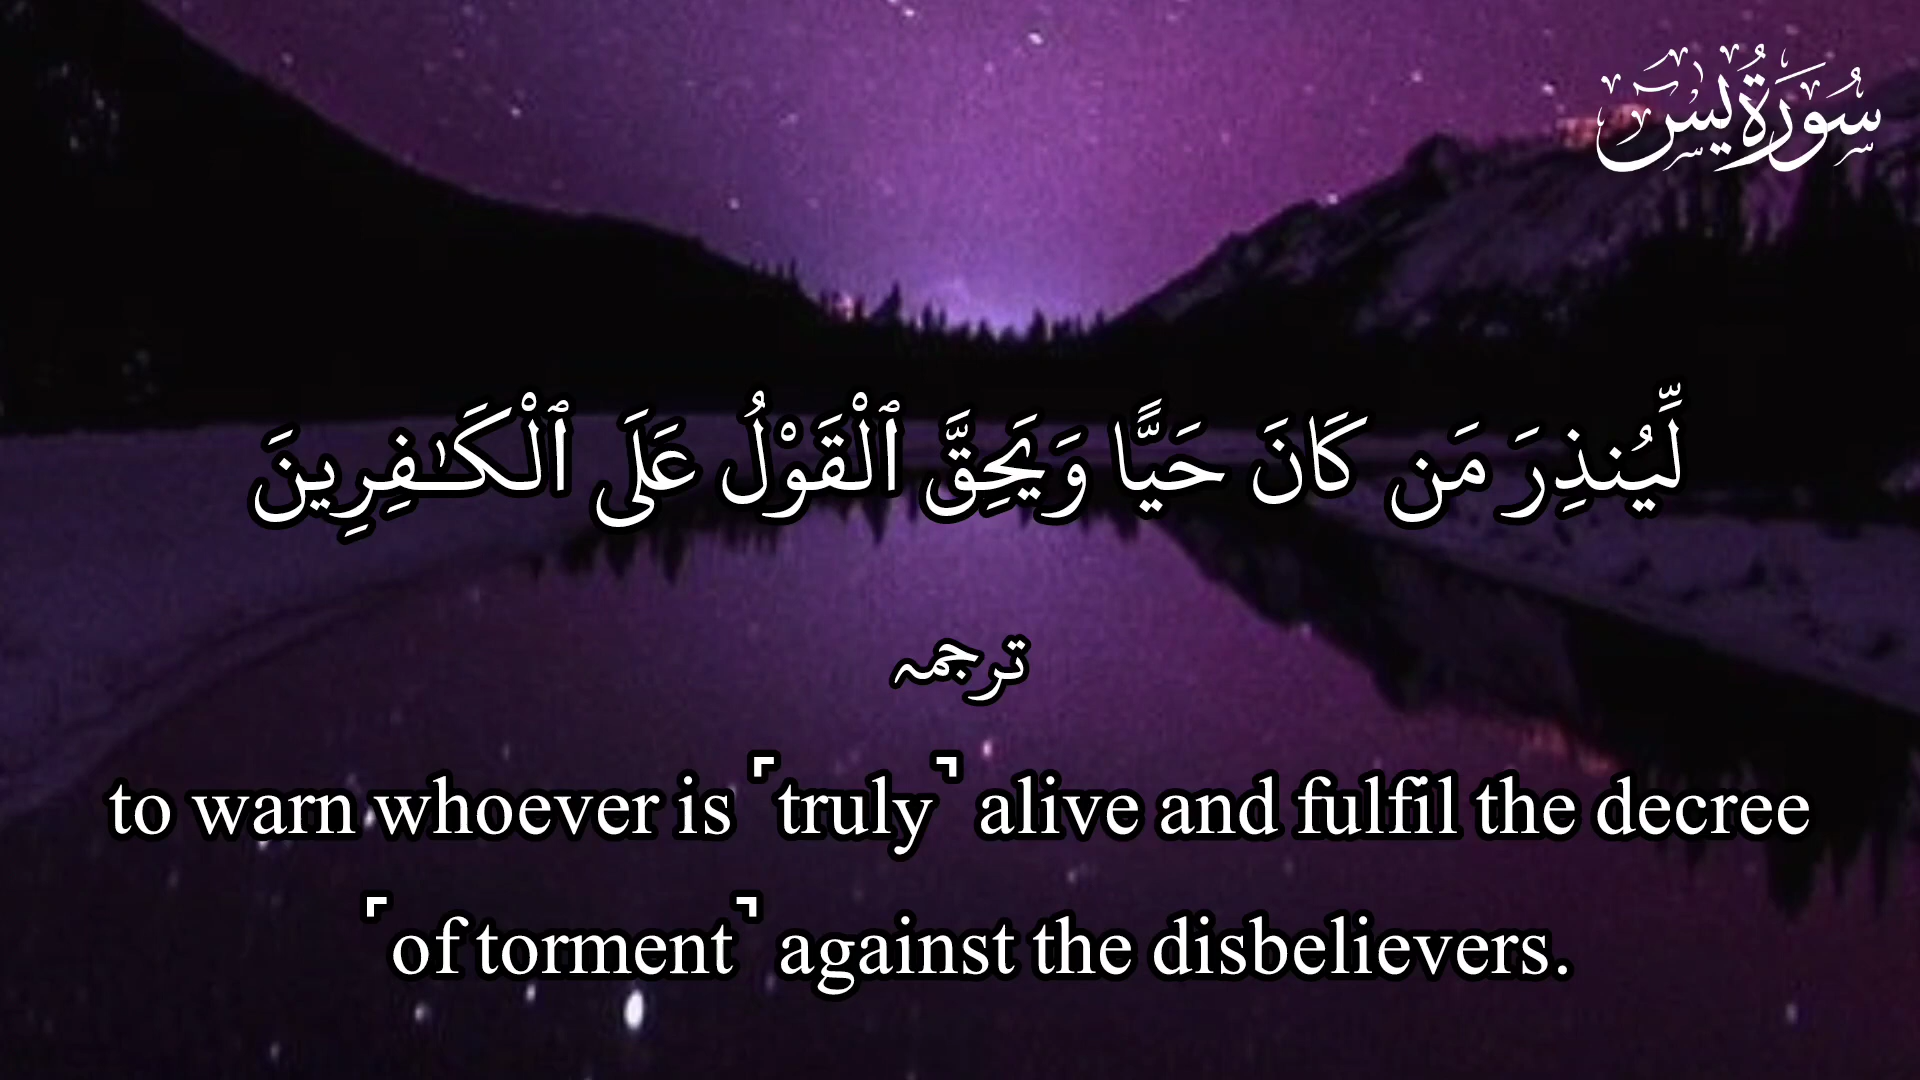 سُورَةُ يسٓ
لِّيُنذِرَ مَن كَانَ حَيًّا وَيَحِقَّ ٱلْقَوْلُ عَلَى ٱلْكَـٰفِرِينَ
ترجمہ
to warn whoever is ⌜truly⌝ alive and fulfil the decree
⌜of torment⌝ against the disbelievers.